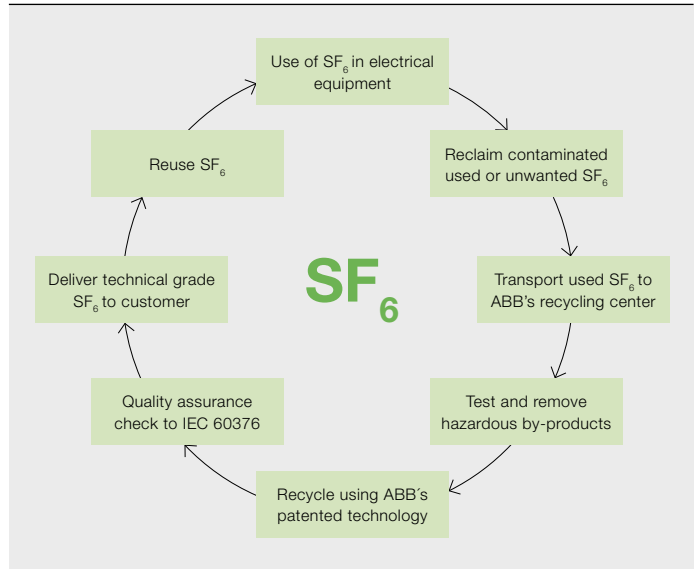 Use of SF₆ in electrical
equipment
Reclaim contaminated
used or unwanted SF₆
Transport used SF₆ to
ABB's recycling center
Test and remove
hazardous by-products
Recycle using ABB´s
patented technology
Quality assurance
check to IEC 60376
Deliver technical grade
SF₆ to customer
Reuse SF₆
SF₆